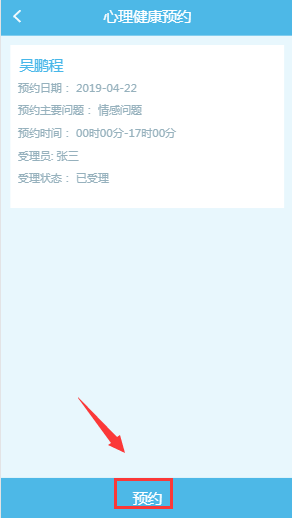 心理健康预约
吴鹏程
预约日期： 2019-04-22
预约主要问题： 情感问题
预约时间： 00时00分-17时00分
受理员: 张三
受理状态： 已受理
预约